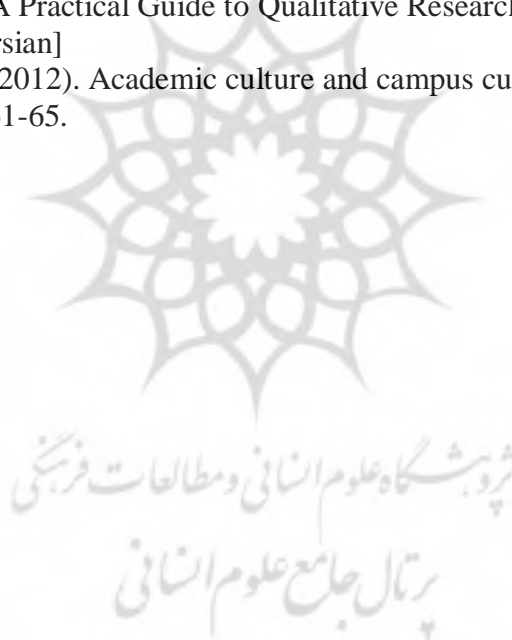 A Practical Guide to Qualitative Research
rsian]
2012). Academic culture and campus cu
1-65.
پژوهشگاه علوم انسانی و مطالعات فرهنگی
پرتال جامع علوم انسانی